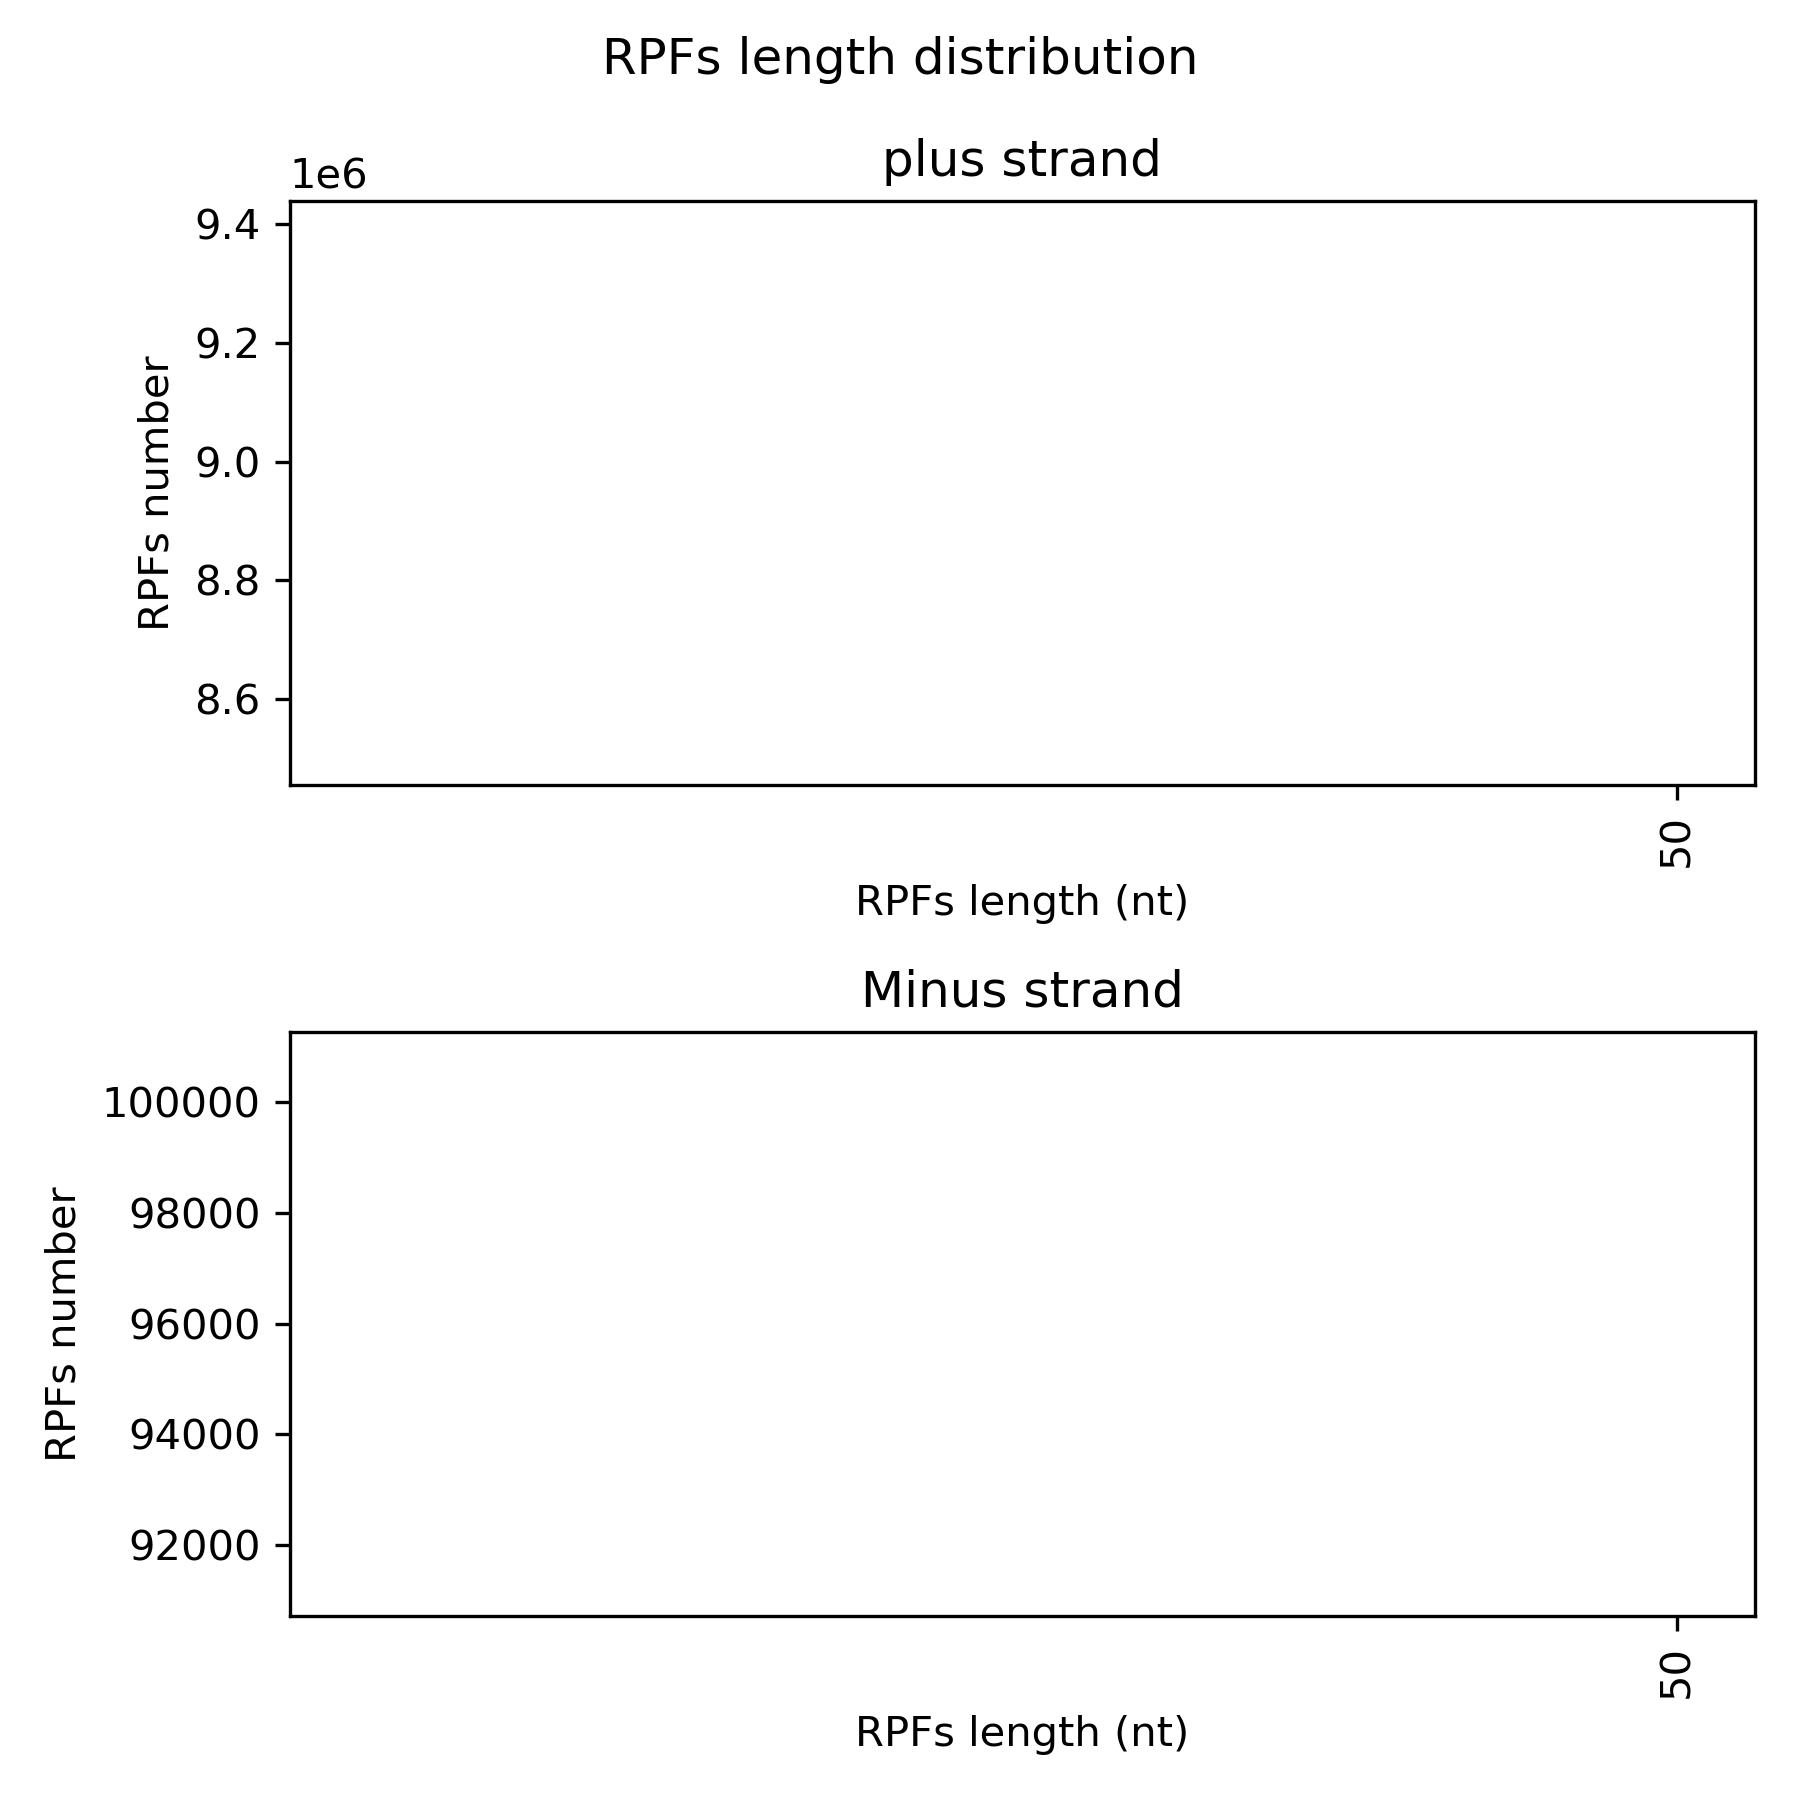 RPFs length distribution
plus strand
1e6
9.4
9.2
9.0
8.8
8.6
RPFs number
50
RPFs length (nt)
Minus strand
100000
98000
96000
94000
92000
RPFs number
50
RPFs length (nt)